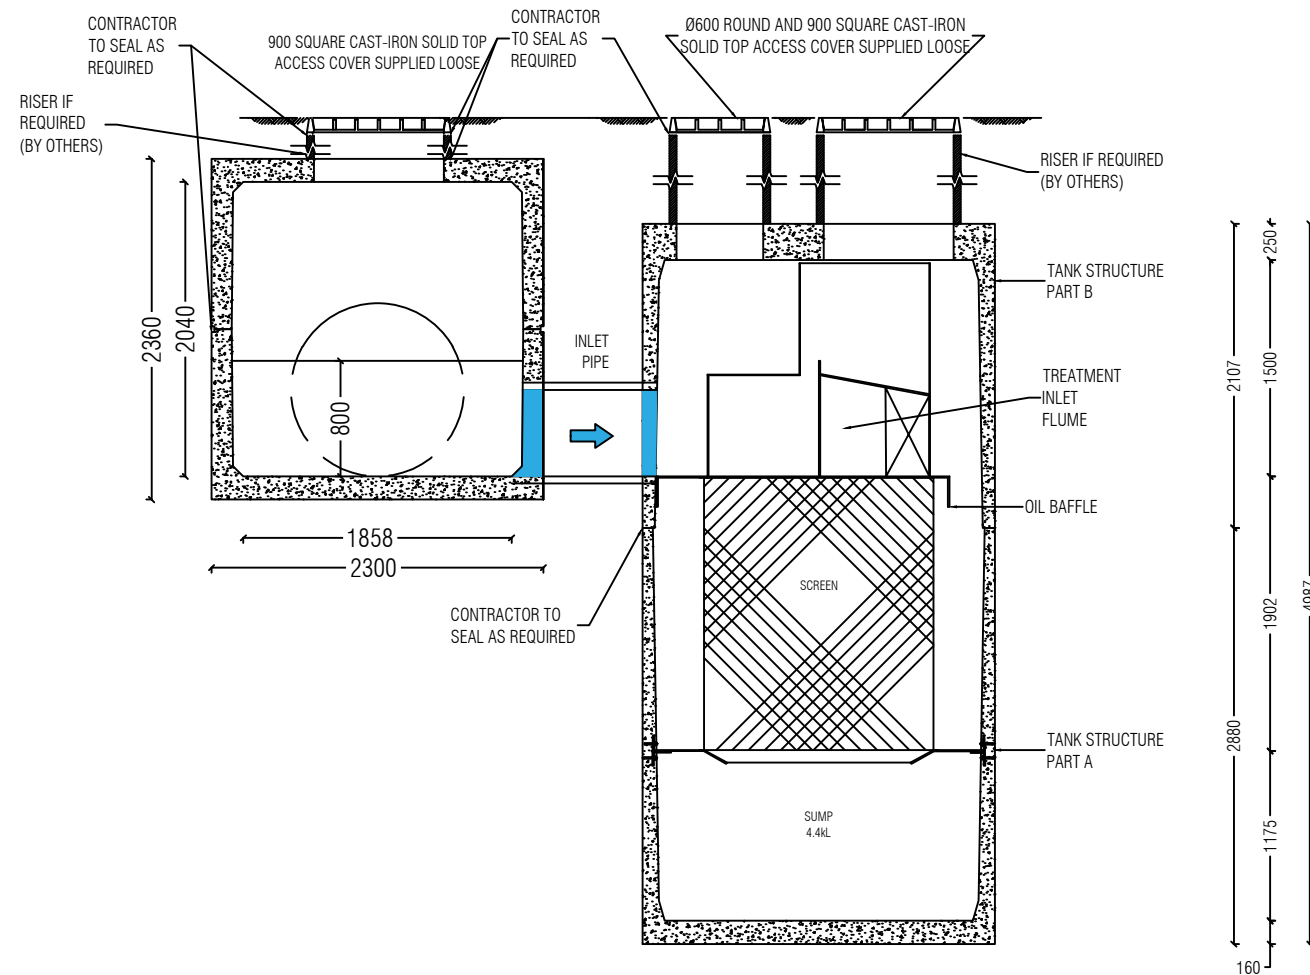 CONTRACTOR
TO SEAL AS
REQUIRED
900 SQUARE CAST-IRON SOLID TOP
ACCESS COVER SUPPLIED LOOSE
CONTRACTOR
TO SEAL AS
REQUIRED
Ø600 ROUND AND 900 SQUARE CAST-IRON
SOLID TOP ACCESS COVER SUPPLIED LOOSE
RISER IF
REQUIRED
(BY OTHERS)
RISER IF REQUIRED
(BY OTHERS)
TANK STRUCTURE
PART B
INLET
PIPE
TREATMENT
INLET
FLUME
OIL BAFFLE
SCREEN
CONTRACTOR TO
SEAL AS REQUIRED
TANK STRUCTURE
PART A
SUMP
4.4kL
2360
2040
800
1858
2300
2107
2880
250
1500
1902
1175
160
4987